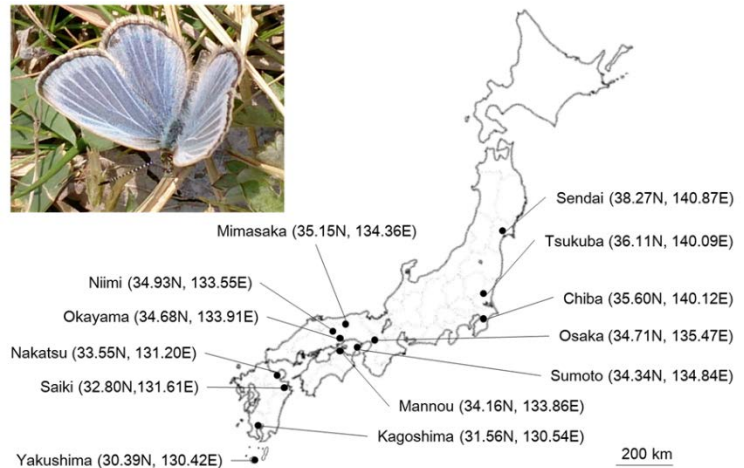 Sendai (38.27N, 140.87E)
Mimasaka (35.15N, 134.36E)
Tsukuba (36.11N, 140.09E)
Niimi (34.93N, 133.55E)
Chiba (35.60N, 140.12E)
Okayama (34.68N, 133.91E)
Osaka (34.71N, 135.47E)
Nakatsu (33.55N, 131.20E)
Sumoto (34.34N, 134.84E)
Saiki (32.80N,131.61E)
Mannou (34.16N, 133.86E)
Kagoshima (31.56N, 130.54E)
Yakushima (30.39N, 130.42E)
200 km